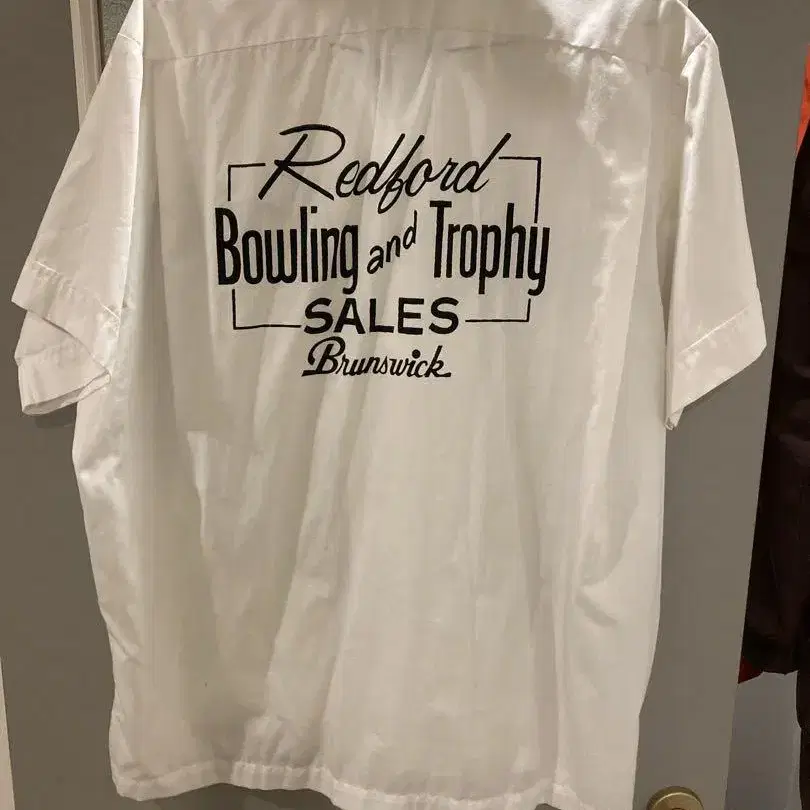 Redford
Bowling and Trophy
SALES
Brunswick